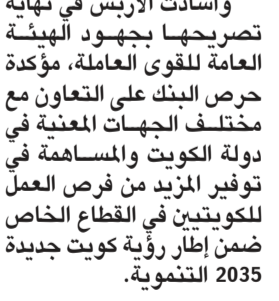 وأشادت الأربش في نهاية
تصريحها بجهود الهيئة
العامة للقوى العاملة، مؤكدة
حرص البنك على التعاون مع
مختلف الجهات المعنية في
دولة الكويت والمساهمة في
توفير المزيد من فرص العمل
للكويتيين في القطاع الخاص
ضمن إطار رؤية كويت جديدة
2035 التنموية.